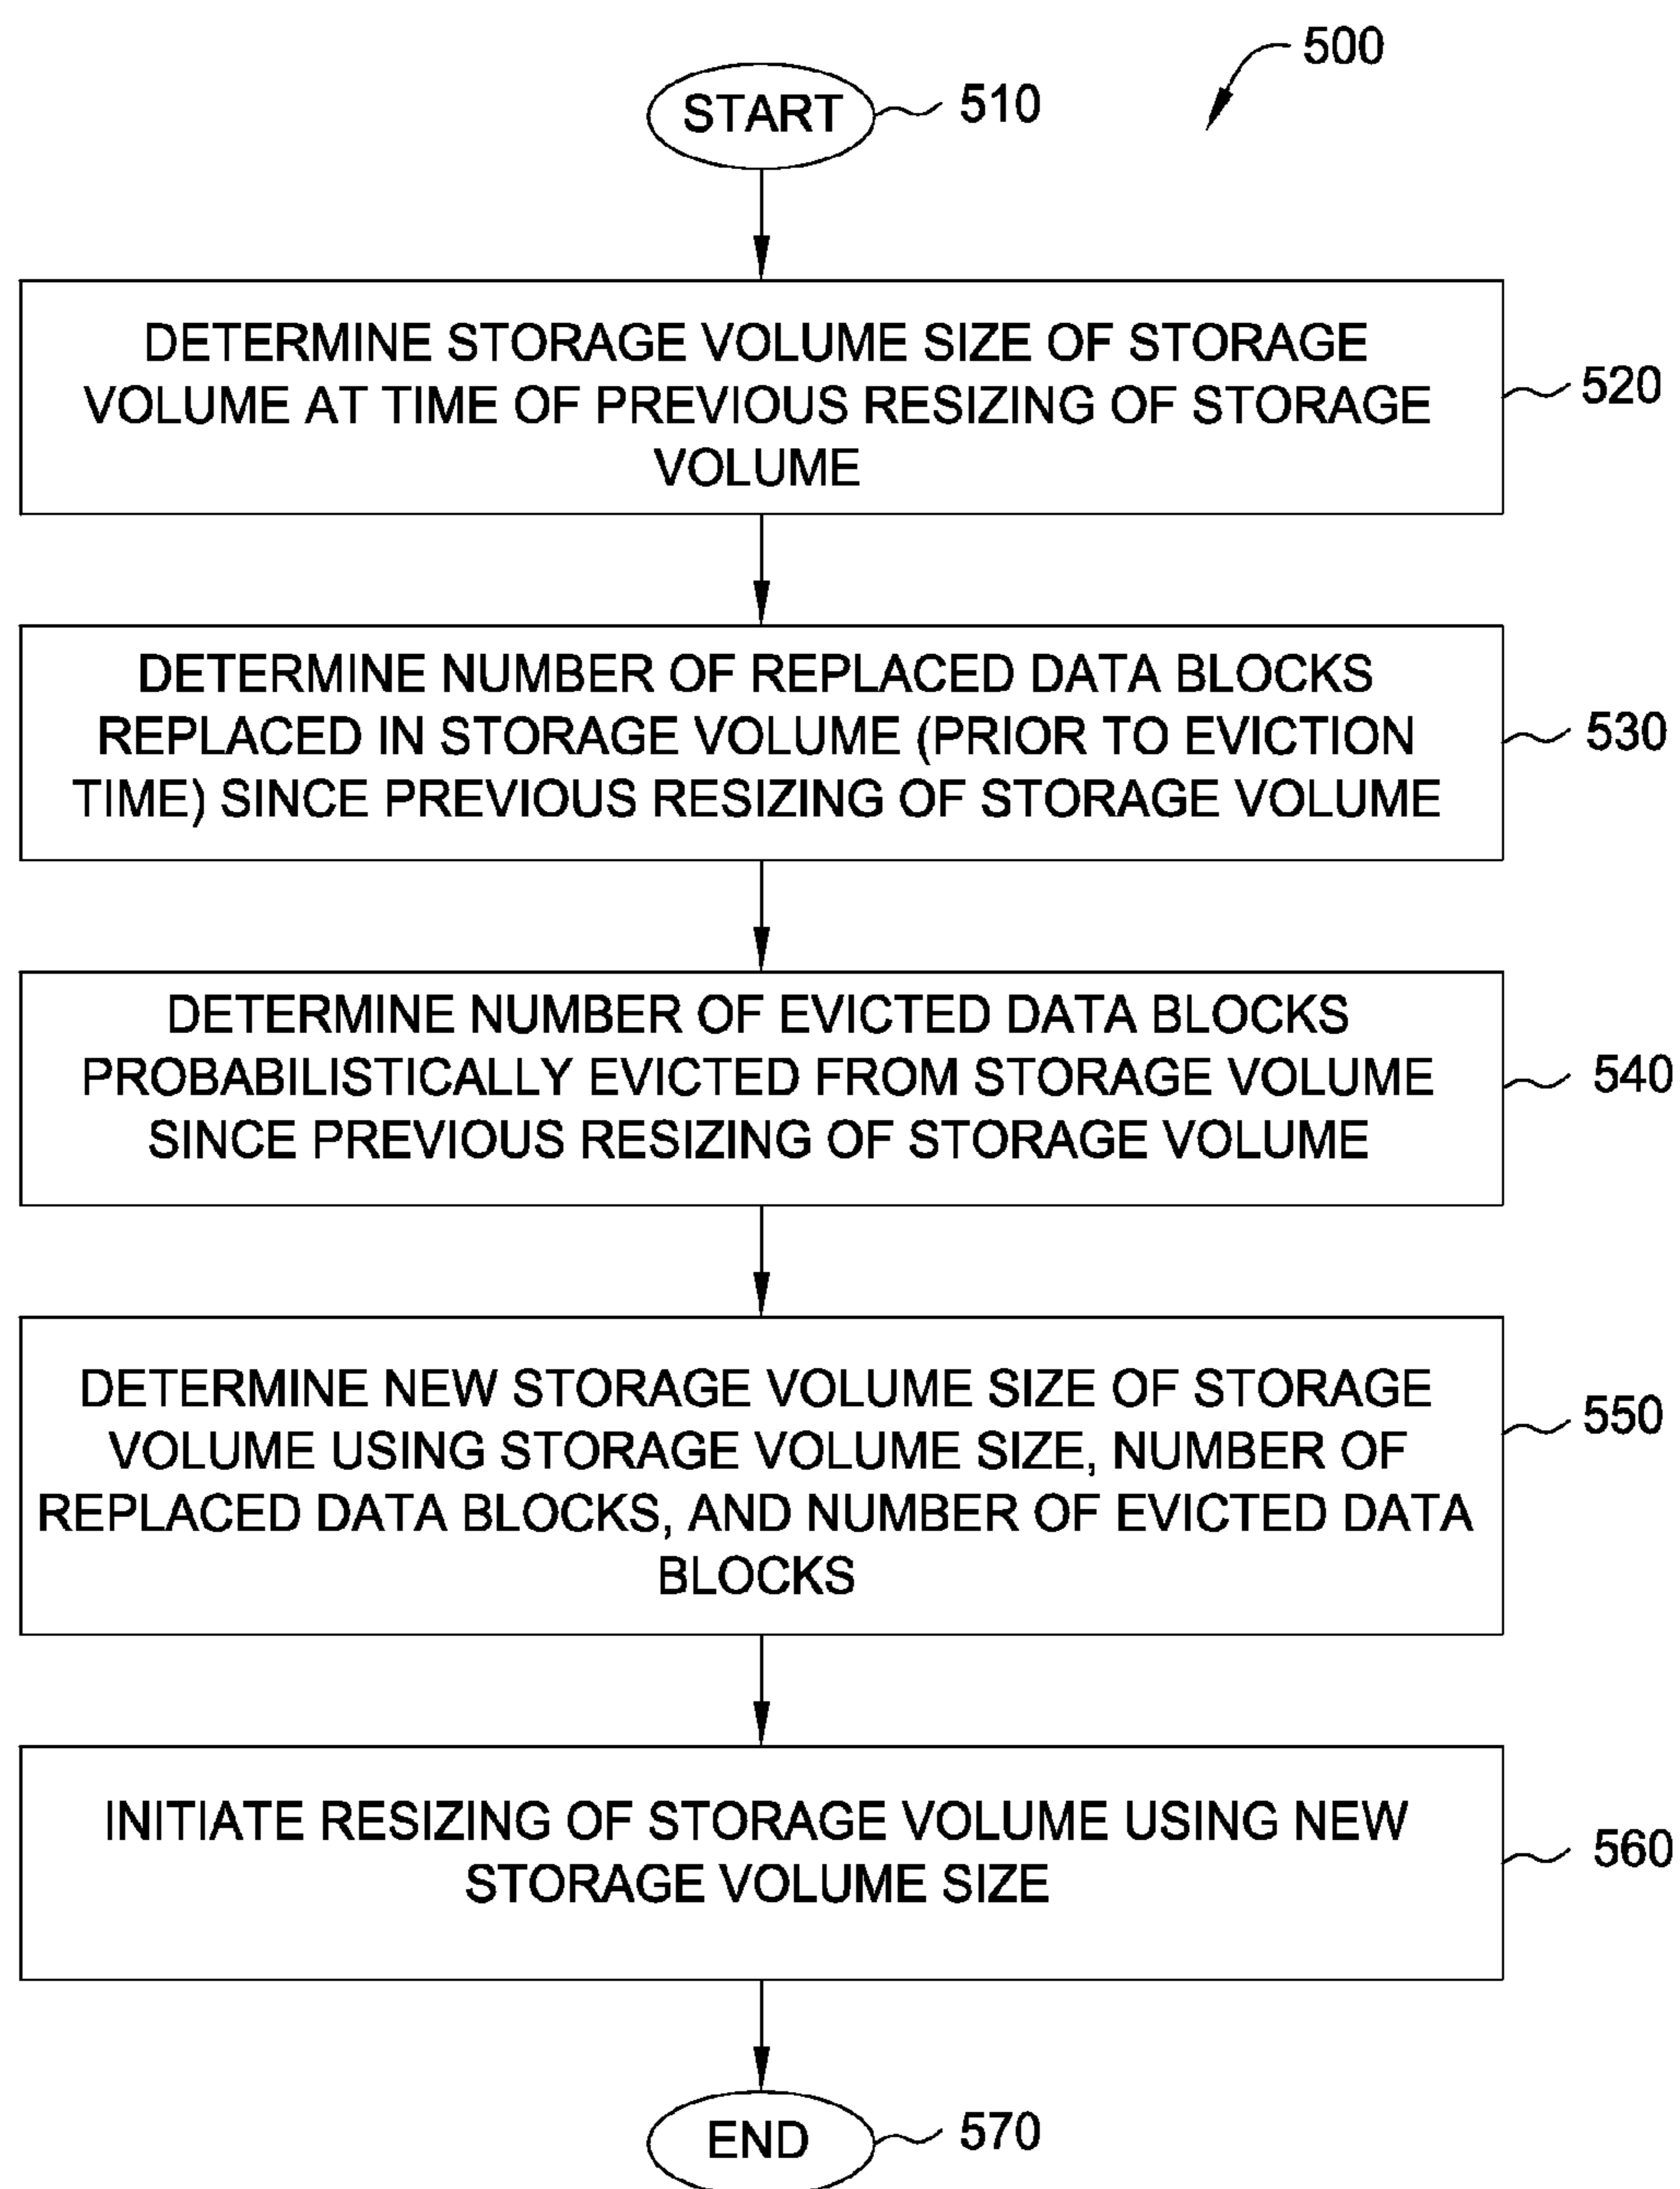 500
START
510
DETERMINE STORAGE VOLUME SIZE OF STORAGE
VOLUME AT TIME OF PREVIOUS RESIZING OF STORAGE
VOLUME
520
DETERMINE NUMBER OF REPLACED DATA BLOCKS
REPLACED IN STORAGE VOLUME (PRIOR TO EVICTION
TIME) SINCE PREVIOUS RESIZING OF STORAGE VOLUME
530
DETERMINE NUMBER OF EVICTED DATA BLOCKS
PROBABILISTICALLY EVICTED FROM STORAGE VOLUME
SINCE PREVIOUS RESIZING OF STORAGE VOLUME
540
DETERMINE NEW STORAGE VOLUME SIZE OF STORAGE
VOLUME USING STORAGE VOLUME SIZE, NUMBER OF
REPLACED DATA BLOCKS, AND NUMBER OF EVICTED DATA
BLOCKS
550
INITIATE RESIZING OF STORAGE VOLUME USING NEW
STORAGE VOLUME SIZE
560
END
570